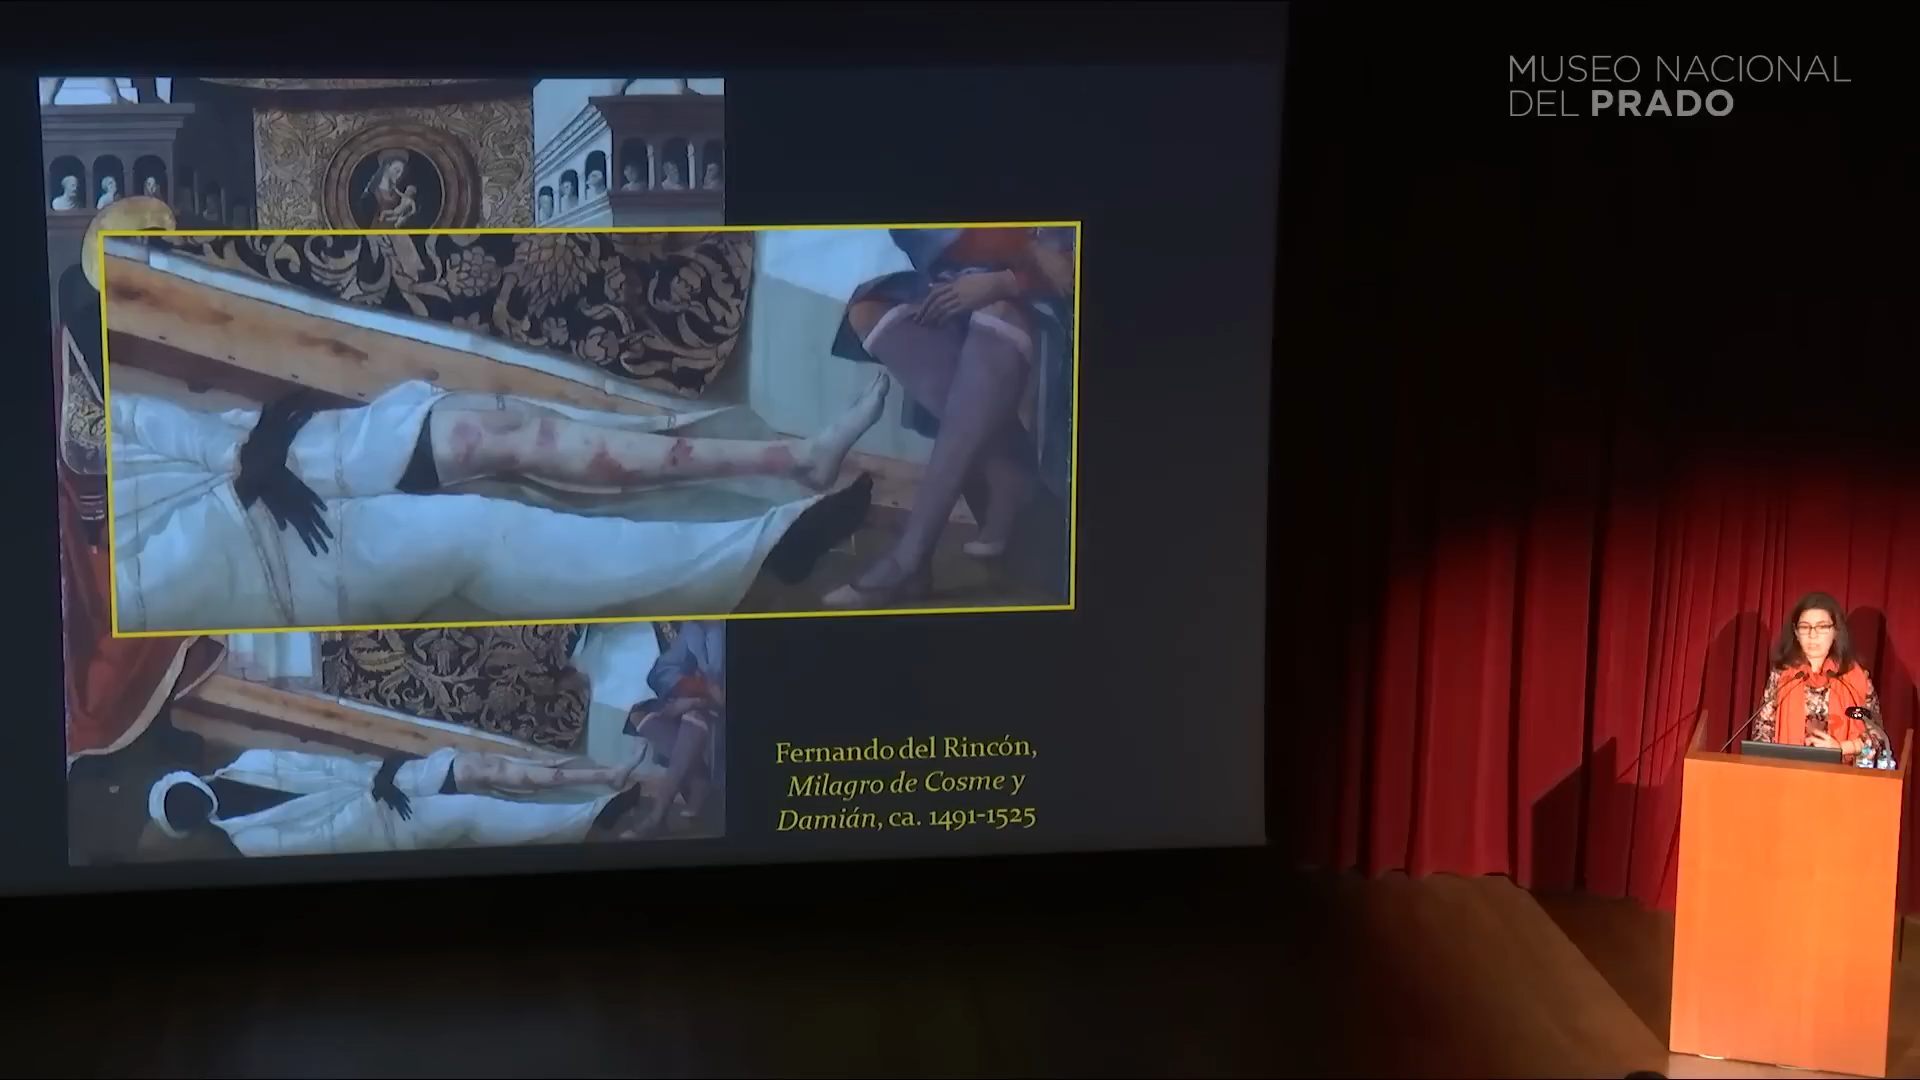 MUSEO NACIONAL
DEL PRADO
Fernando del Rincón,
Milagro de Cosme y
Damián, ca. 1491-1525